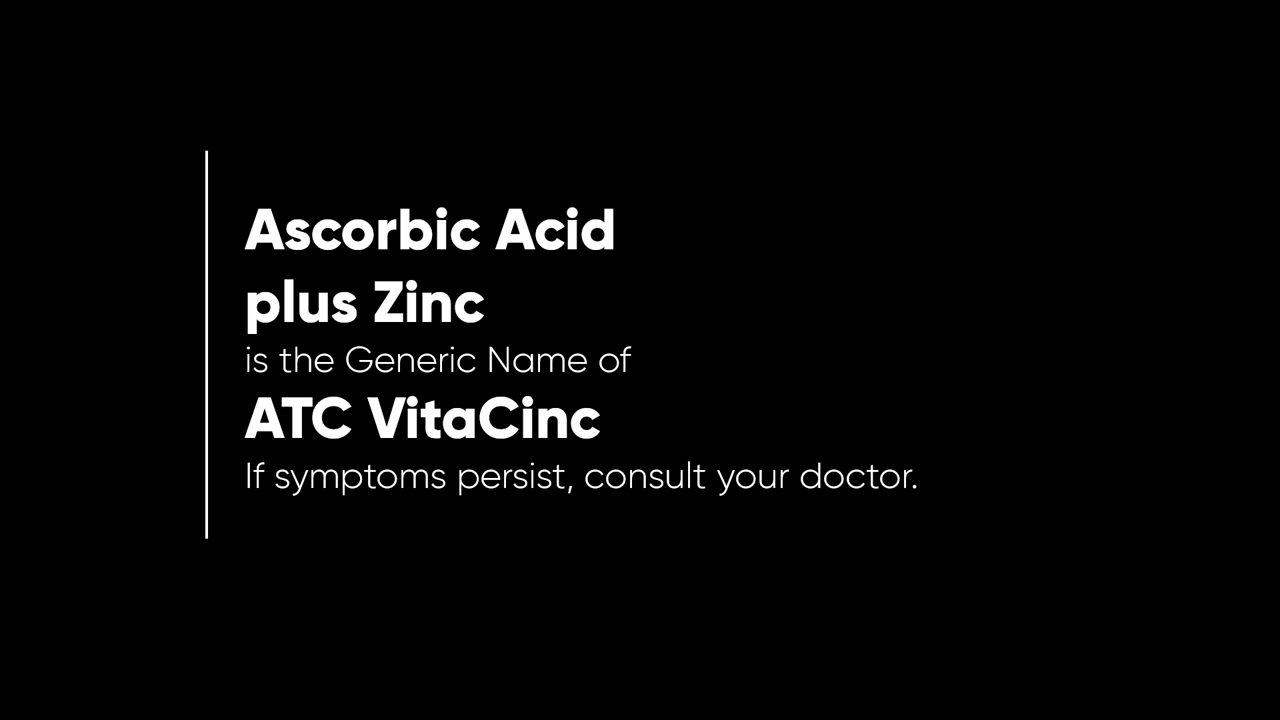 Ascorbic Acid
plus Zinc
is the Generic Name of
ATC VitaCinc
If symptoms persist, consult your doctor.